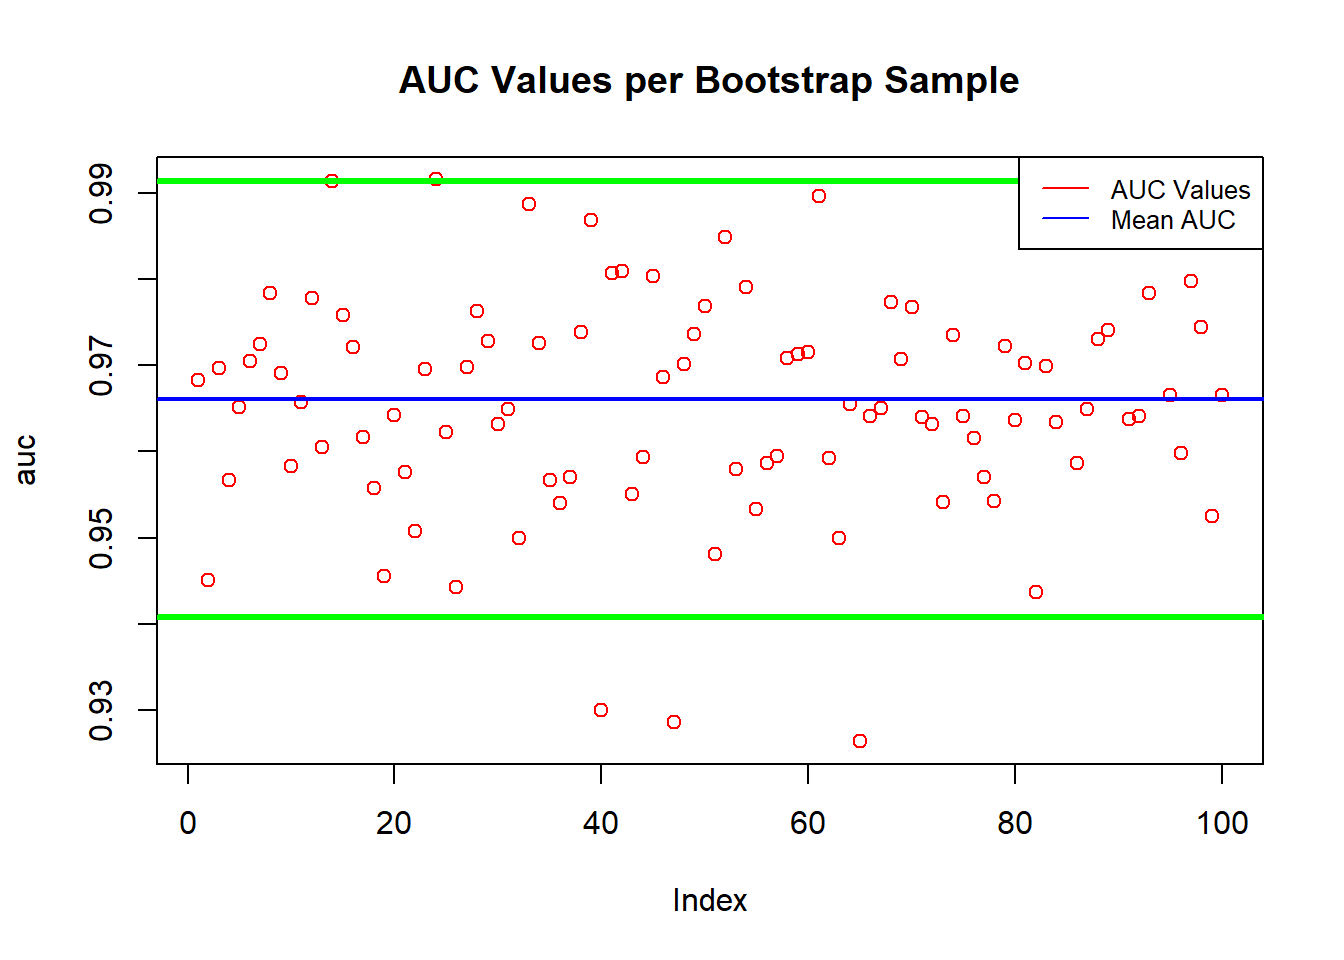 AUC Values per Bootstrap Sample
AUC Values
Mean AUC
auc
0.99
0.97
0.95
0.93
0 20 40 60 80 100
Index